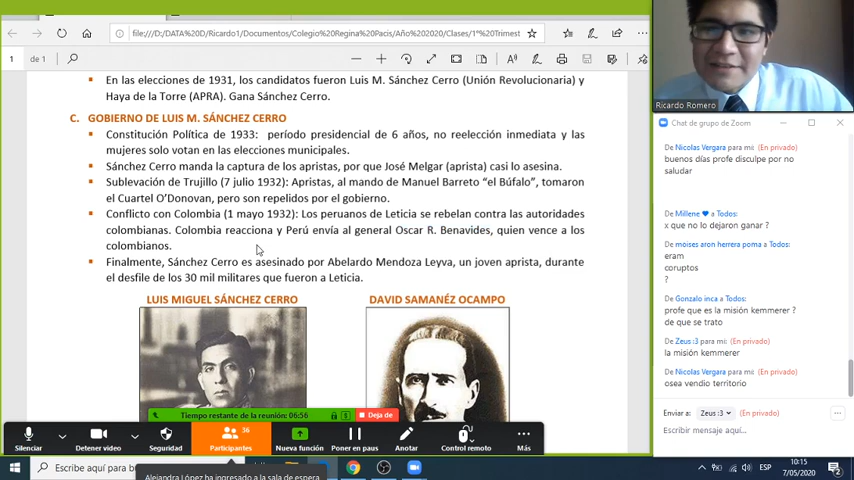 file:///D:/DATA%20D/Ricardo1/Documentos/Colegio%20Regina%20Pacis/Año%202020/Clases/1º%20Trimest
1 de 1
En las elecciones de 1931, los candidatos fueron Luis M. Sánchez Cerro (Unión Revolucionaria) y
Haya de la Torre (APRA). Gana Sánchez Cerro.
C. GOBIERNO DE LUIS M. SÁNCHEZ CERRO
Constitución Política de 1933: período presidencial de 6 años, no reelección inmediata y las
mujeres solo votan en las elecciones municipales.
Sánchez Cerro manda la captura de los apristas, por que José Melgar (aprista) casi lo asesina.
Sublevación de Trujillo (7 julio 1932): Apristas, al mando de Manuel Barreto “el Búfalo”, tomaron
el Cuartel O’Donovan, pero son repelidos por el gobierno.
Conflicto con Colombia (1 mayo 1932): Los peruanos de Leticia se rebelan contra las autoridades
colombianas. Colombia reacciona y Perú envía al general Oscar R. Benavides, quien vence a los
colombianos.
Finalmente, Sánchez Cerro es asesinado por Abelardo Mendoza Leyva, un joven aprista, durante
el desfile de los 30 mil militares que fueron a Leticia.
LUIS MIGUEL SÁNCHEZ CERRO
DAVID SAMANÉZ OCAMPO
Tiempo restante de la reunión: 06:56
Deja de
Silenciar
Detener video
Seguridad
36
Participantes
Nueva función
Poner en paus
Anotar
Control remoto
Más
Escribe aquí para b
Alejandra López ha ingresado a la sala de espera
Ricardo Romero
Chat de grupo de Zoom
De Nicolas Vergara para mi: (En privado)
buenos días profe disculpe por no
saludar
De Millene a Todos:
x que no lo dejaron ganar ?
De moises aron herrera poma a Todos:
eram
coruptos
?
De Gonzalo inca a Todos:
profe que es la misión kemmerer ?
de que se trato
De Zeus :3 para mi: (En privado)
la misión kemmerer
De Nicolas Vergara para mi: (En privado)
osea vendio territorio
Enviar a: Zeus :3 (En privado)
Escribir mensaje aquí...
ESP
10:15
7/05/2020
2